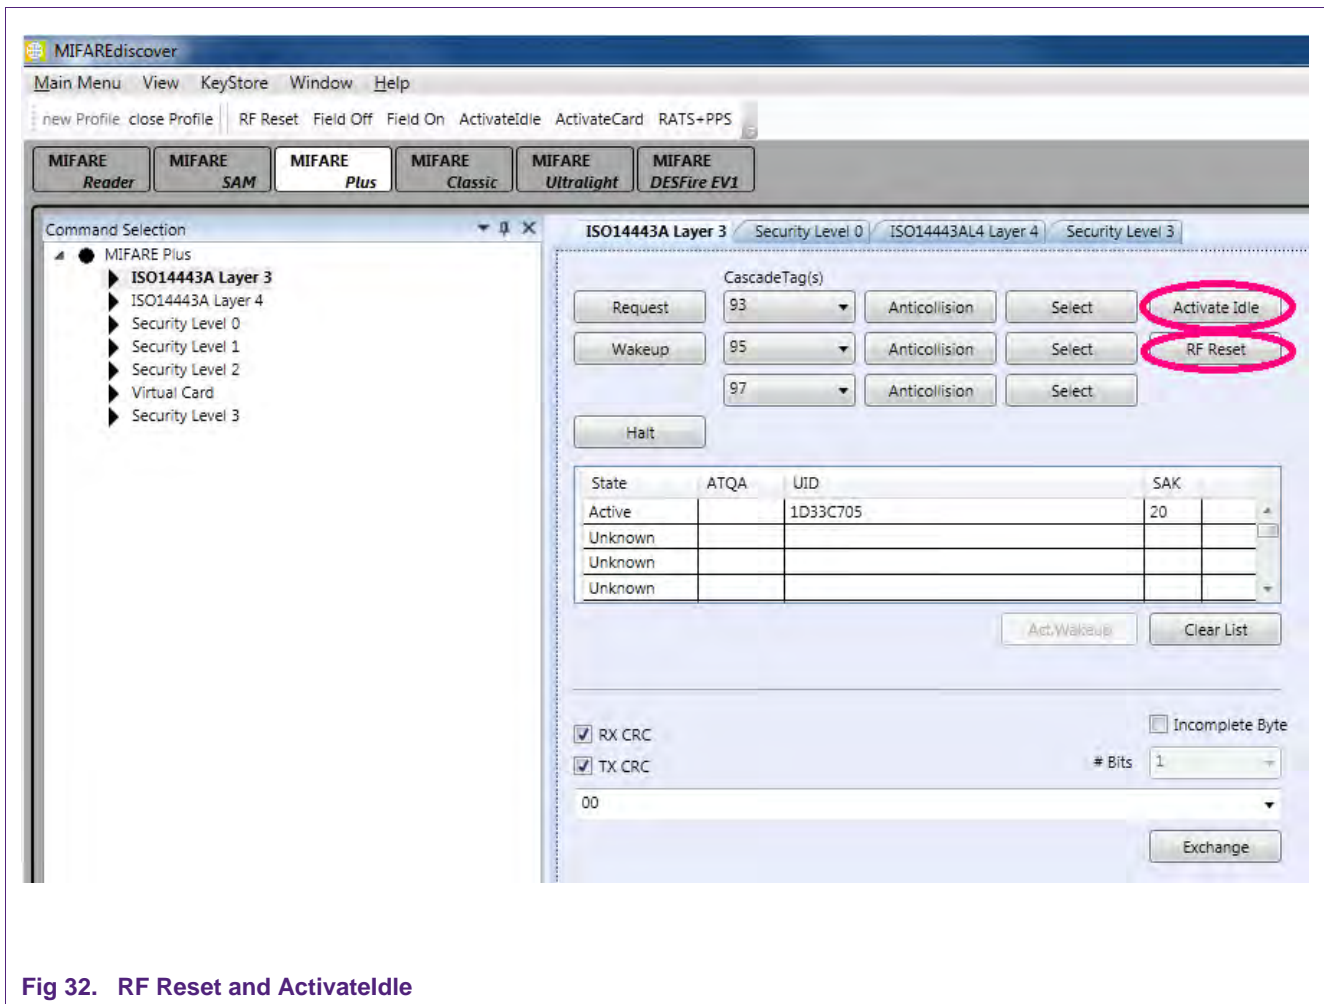 MIFAREdiscover
Main Menu View KeyStore Window Help
new Profile close Profile RF Reset Field Off Field On ActivateIdle ActivateCard RATS+PPS
MIFARE Reader MIFARE SAM MIFARE Plus MIFARE Classic MIFARE Ultralight MIFARE DESFire EV1
Command Selection
MIFARE Plus
ISO14443A Layer 3
ISO14443A Layer 4
Security Level 0
Security Level 1
Security Level 2
Virtual Card
Security Level 3
ISO14443A Layer 3 Security Level 0 ISO14443AL4 Layer 4 Security Level 3
CascadeTag(s)
Request 93 Anticollision Select Activate Idle
Wakeup 95 Anticollision Select RF Reset
97 Anticollision Select
Halt
State ATQA UID SAK
Active 1D33C705 20
Unknown
Unknown
Unknown
Act.Wakeup Clear List
Incomplete Byte
RX CRC
TX CRC # Bits 1
00
Exchange
Fig 32. RF Reset and ActivateIdle